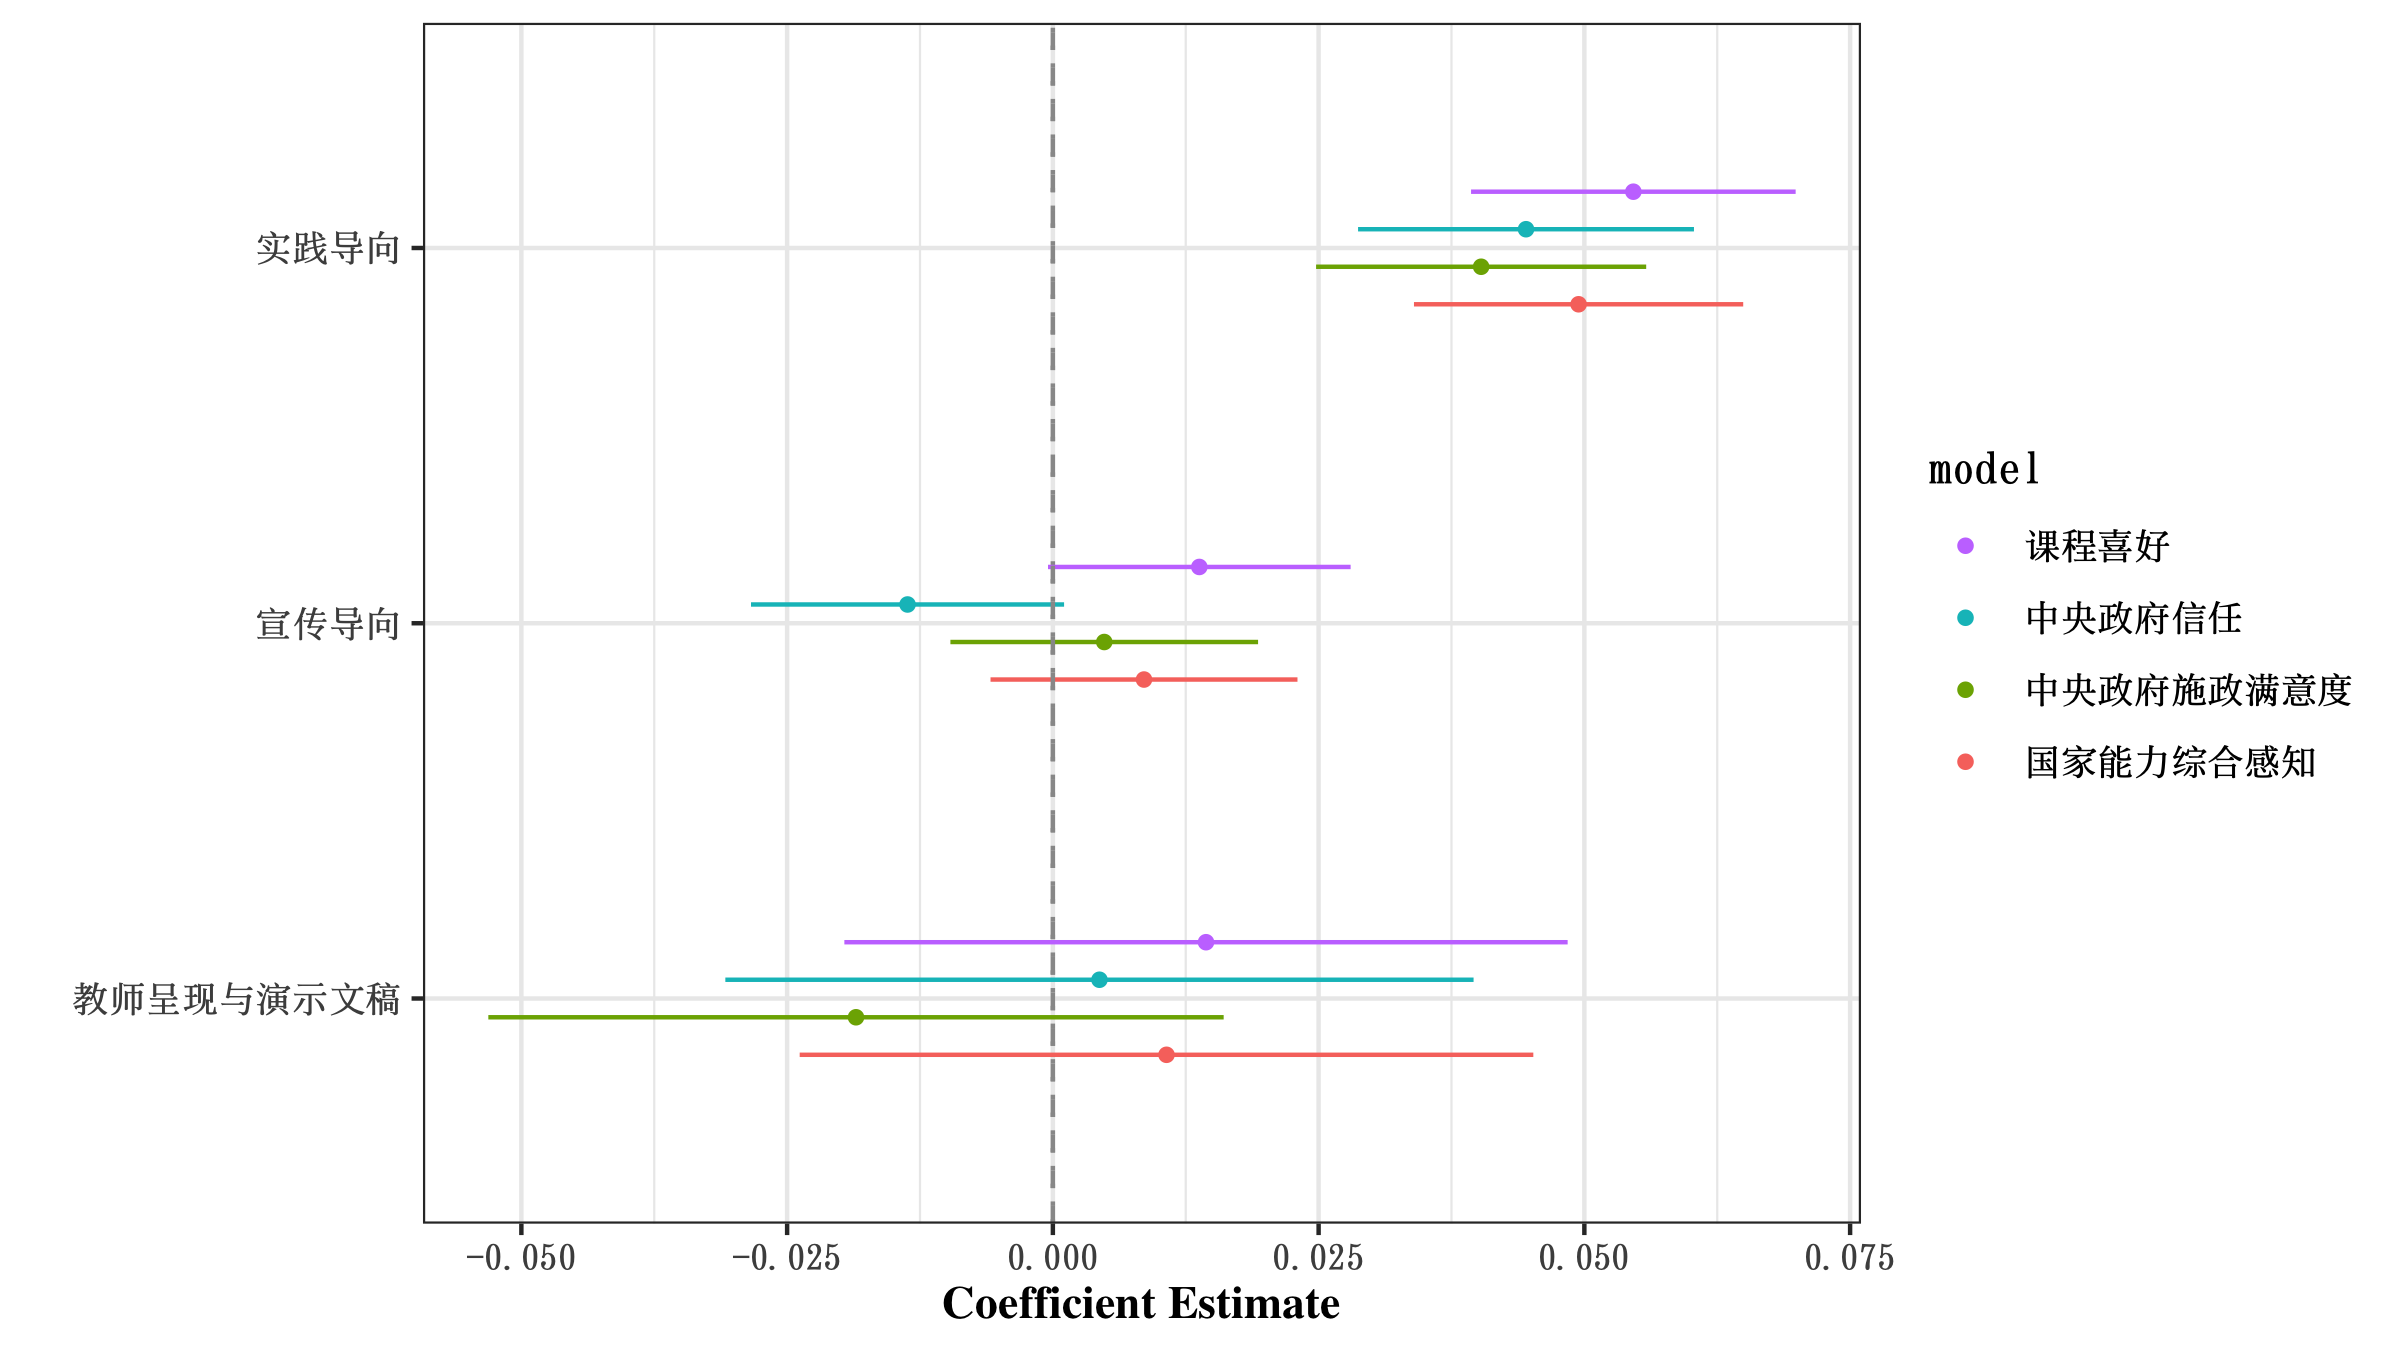 实践导向
宣传导向
教师呈现与演示文稿
-0.050
-0.025
0.000
0.025
0.050
0.075
Coefficient Estimate
model
课程喜好
中央政府信任
中央政府施政满意度
国家能力综合感知